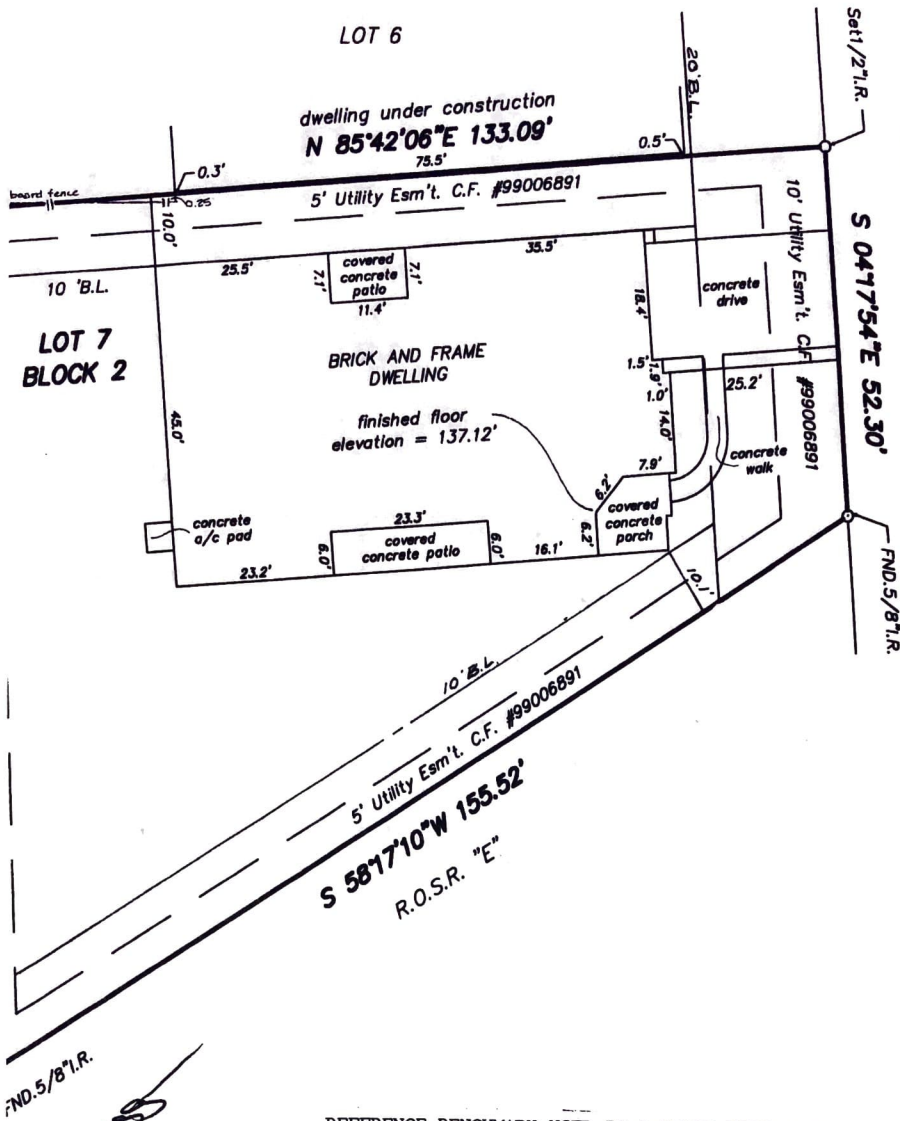 LOT 6
Set1/2"I.R.
20' B.L.
dwelling under construction
N 85°42'06"E 133.09'
75.5'
0.5'
0.3'
board fence
0.25
5' Utility Esm't. C.F. #99006891
10.0'
10' Utility Esm't. C.F. #99006891
S 04°17'54"E 52.30'
10 'B.L.
25.5'
7.1'
covered
concrete
patio
7.1'
11.4'
35.5'
18.4'
concrete
drive
LOT 7
BLOCK 2
BRICK AND FRAME
DWELLING
1.5'
1.9'
1.0'
25.2'
14.0'
finished floor
elevation = 137.12'
45.0'
concrete
walk
7.9'
6.2'
covered
concrete
porch
6.2'
concrete
a/c pad
23.3'
covered
concrete patio
6.0'
6.0'
23.2'
16.1'
10.1'
FND.5/8"I.R.
10' B.L.
5' Utility Esm't. C.F. #99006891
S 58°17'10"W 155.52'
R.O.S.R. "E"
FND.5/8"I.R.